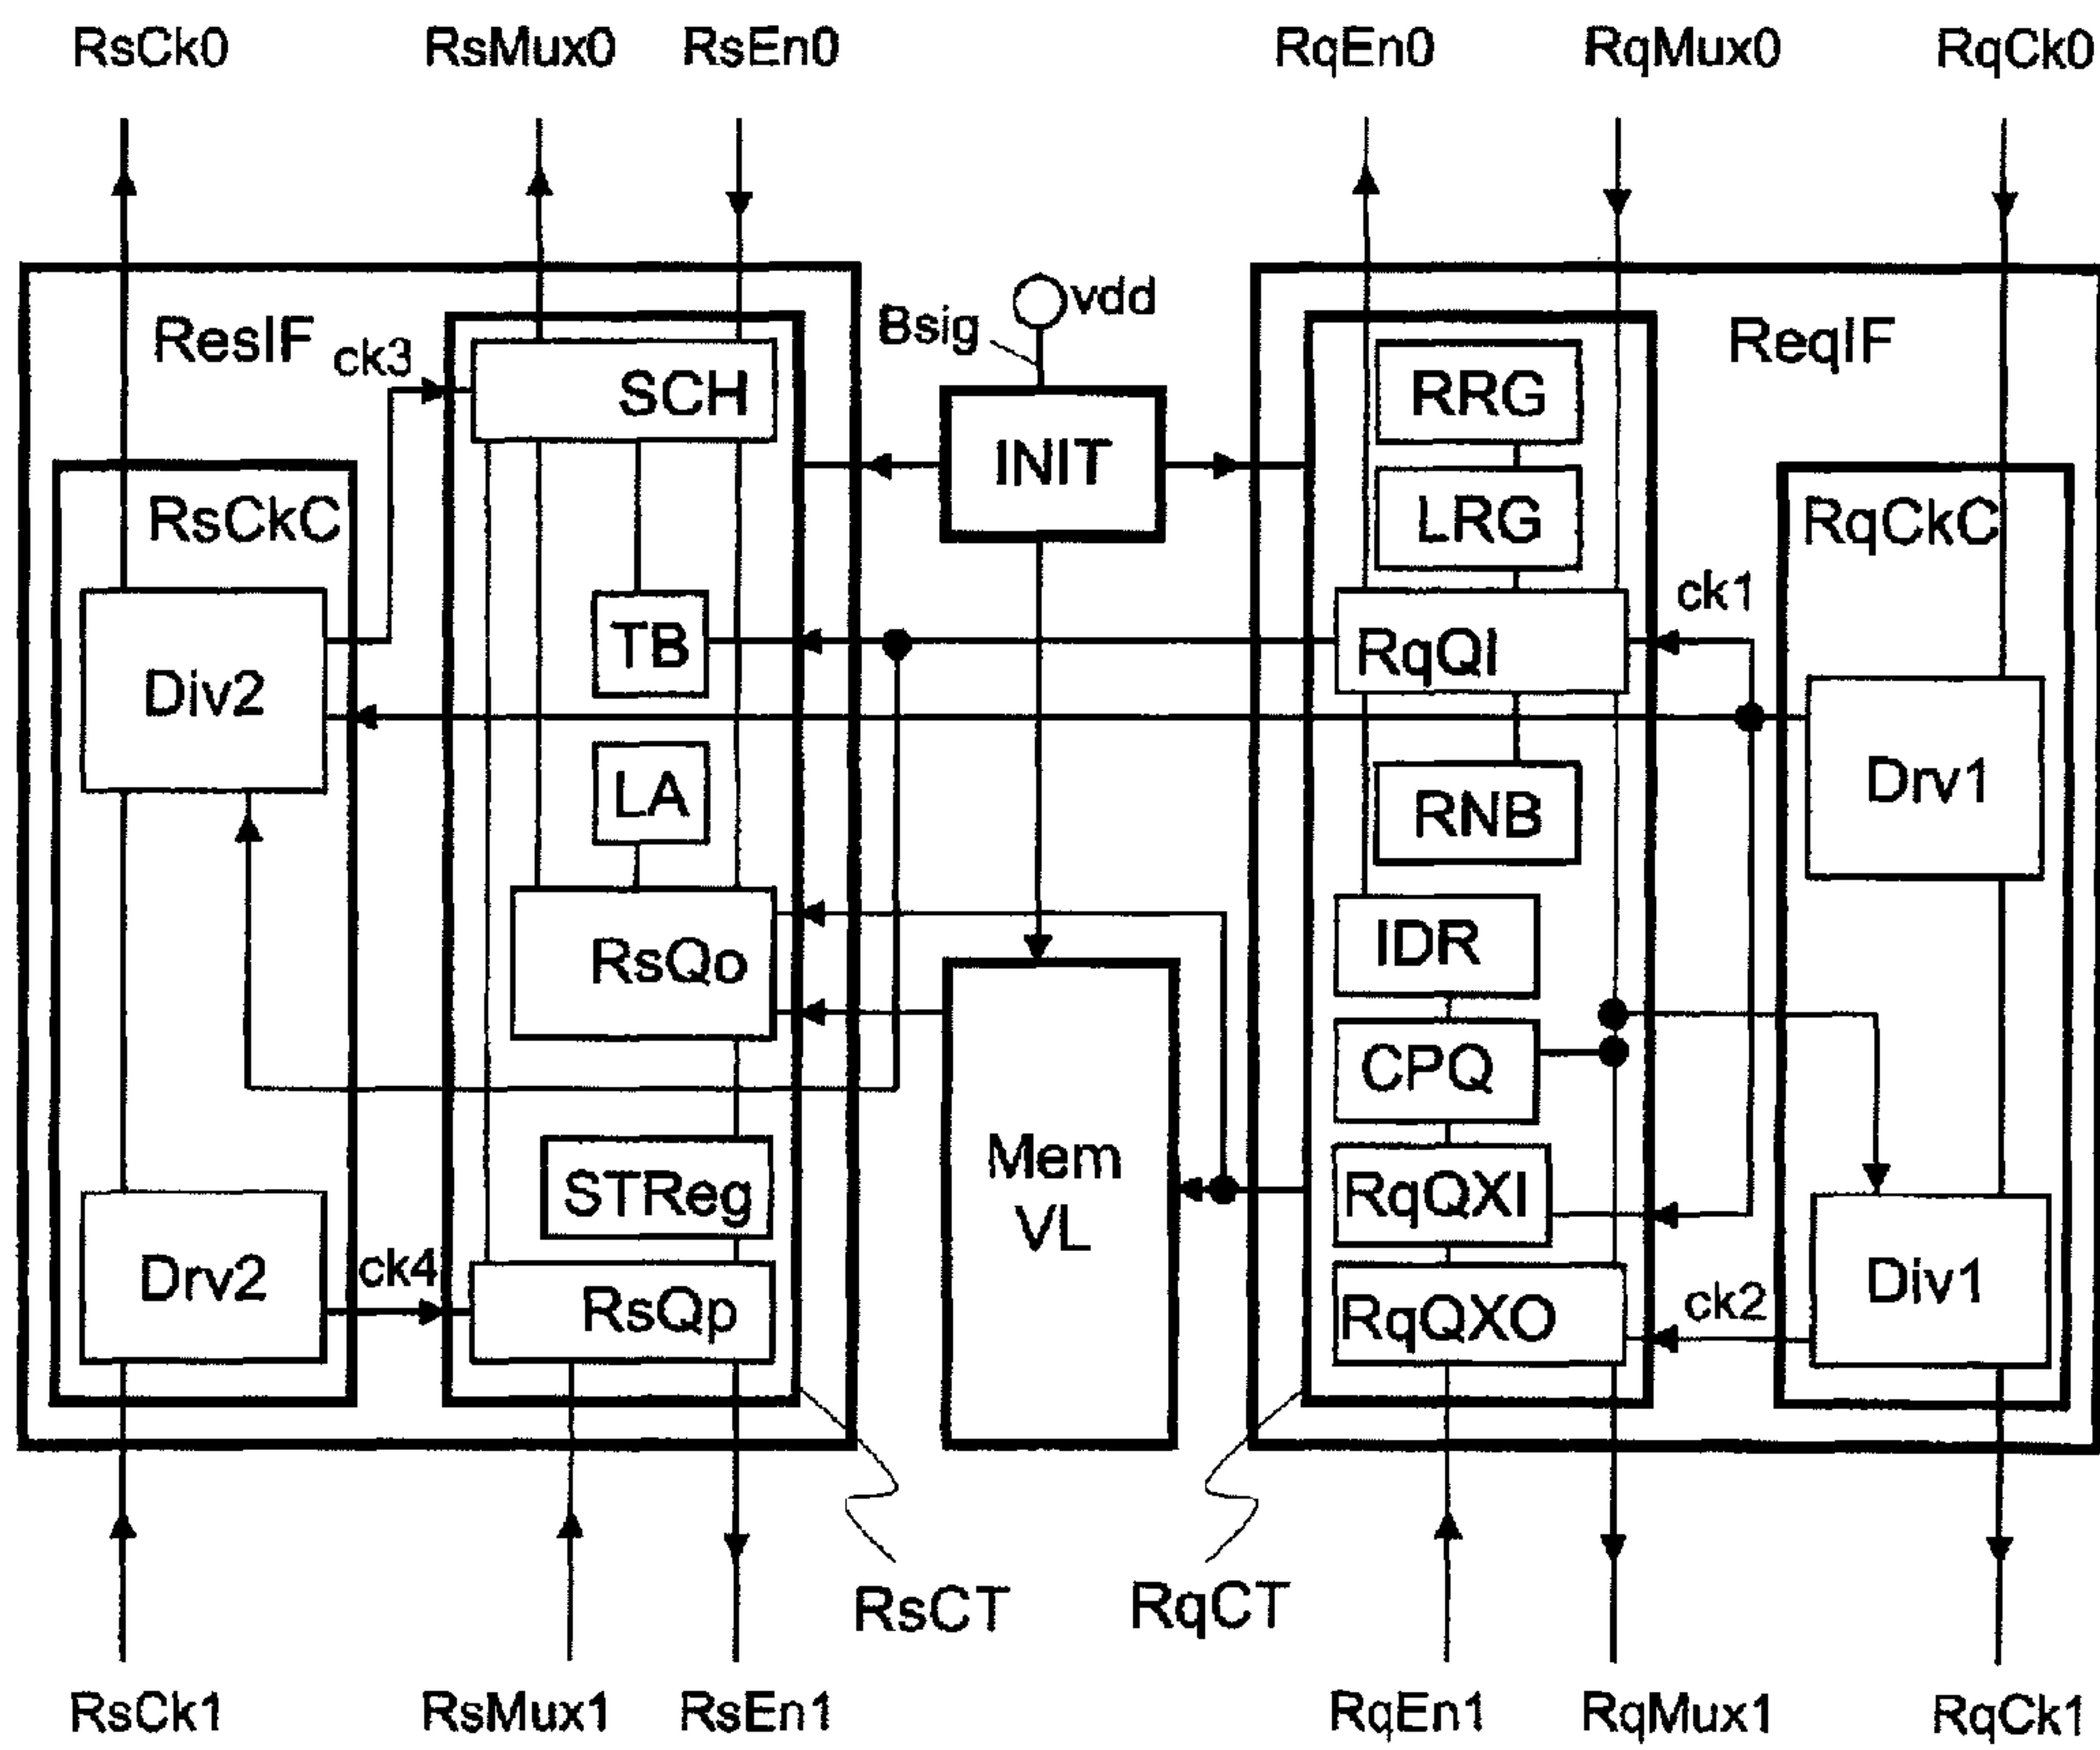 RsCk0
RsMux0
RsEn0
RqEn0
RqMux0
RqCk0
ResIF
ck3
SCH
Bsig
vdd
INIT
RRG
ReqIF
RsCkC
LRG
RqCkC
Div2
TB
RqQI
ck1
LA
RNB
Drv1
RsQo
IDR
CPQ
Mem
VL
STReg
RqQXI
Drv2
ck4
RsQp
RqQXO
ck2
Div1
RsCT
RqCT
RsCk1
RsMux1
RsEn1
RqEn1
RqMux1
RqCk1